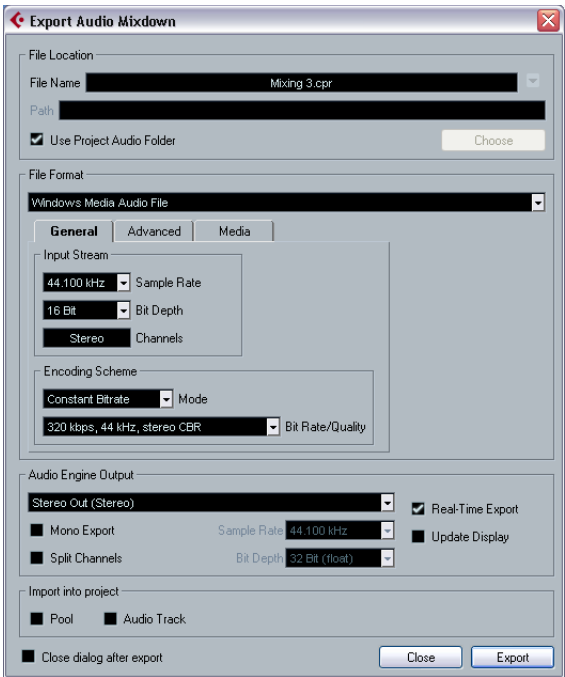 Export Audio Mixdown
File Location
File Name Mixing 3.cpr
Path
Use Project Audio Folder Choose
File Format
Windows Media Audio File
General Advanced Media
Input Stream
44.100 kHz Sample Rate
16 Bit Bit Depth
Stereo Channels
Encoding Scheme
Constant Bitrate Mode
320 kbps, 44 kHz, stereo CBR Bit Rate/Quality
Audio Engine Output
Stereo Out (Stereo) Real-Time Export
Mono Export Sample Rate 44.100 kHz Update Display
Split Channels Bit Depth 32 Bit (float)
Import into project
Pool Audio Track
Close dialog after export Close Export